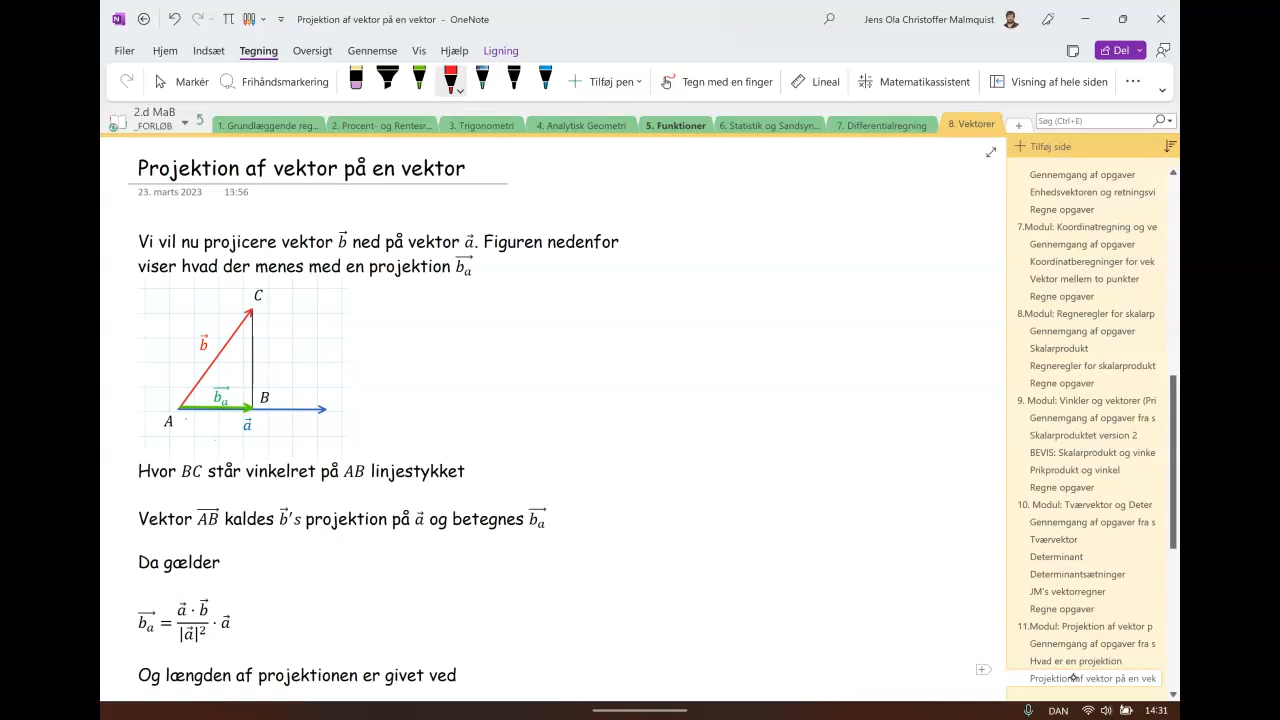 Projektion af vektor på en vektor - OneNote
Jens Ola Christoffer Malmquist
Filer Hjem Indsæt Tegning Oversigt Gennemse Vis Hjælp Ligning
Del
Markér Frihåndsmarkering Tilføj pen Tegn med en finger Lineal Matematikassistent Visning af hele siden
2.d MaB
_FORLØB
1. Grundlæggende reg... 2. Procent- og Rentesr... 3. Trigonometri 4. Analytisk Geometri 5. Funktioner 6. Statistik og Sandsyn... 7. Differentialregning 8. Vektorer
Søg (Ctrl+E)
Projektion af vektor på en vektor
23. marts 2023 13:56
Vi vil nu projicere vektor b⃗ ned på vektor a⃗. Figuren nedenfor
viser hvad der menes med en projektion b⃗ₐ
C
b⃗
b⃗ₐ
B
A
a⃗
Hvor BC står vinkelret på AB linjestykket
Vektor A⃗B⃗ kaldes b⃗'s projektion på a⃗ og betegnes b⃗ₐ
Da gælder
b⃗ₐ = (a⃗ · b⃗)/|a⃗|² · a⃗
Og længden af projektionen er givet ved
Tilføj side
Gennemgang af opgaver
Enhedsvektoren og retningsvi
Regne opgaver
7.Modul: Koordinatregning og ve
Gennemgang af opgaver
Koordinatberegninger for vek
Vektor mellem to punkter
Regne opgaver
8.Modul: Regneregler for skalarp
Gennemgang af opgaver
Skalarprodukt
Regneregler for skalarprodukt
Regne opgaver
9. Modul: Vinkler og vektorer (Pri
Gennemgang af opgaver fra s
Skalarproduktet version 2
BEVIS: Skalarprodukt og vinke
Prikprodukt og vinkel
Regne opgaver
10. Modul: Tværvektor og Deter
Gennemgang af opgaver fra s
Tværvektor
Determinant
Determinantsætninger
JM's vektorregner
Regne opgaver
11.Modul: Projektion af vektor p
Gennemgang af opgaver fra s
Hvad er en projektion
Projektion af vektor på en vek
DAN 14:31